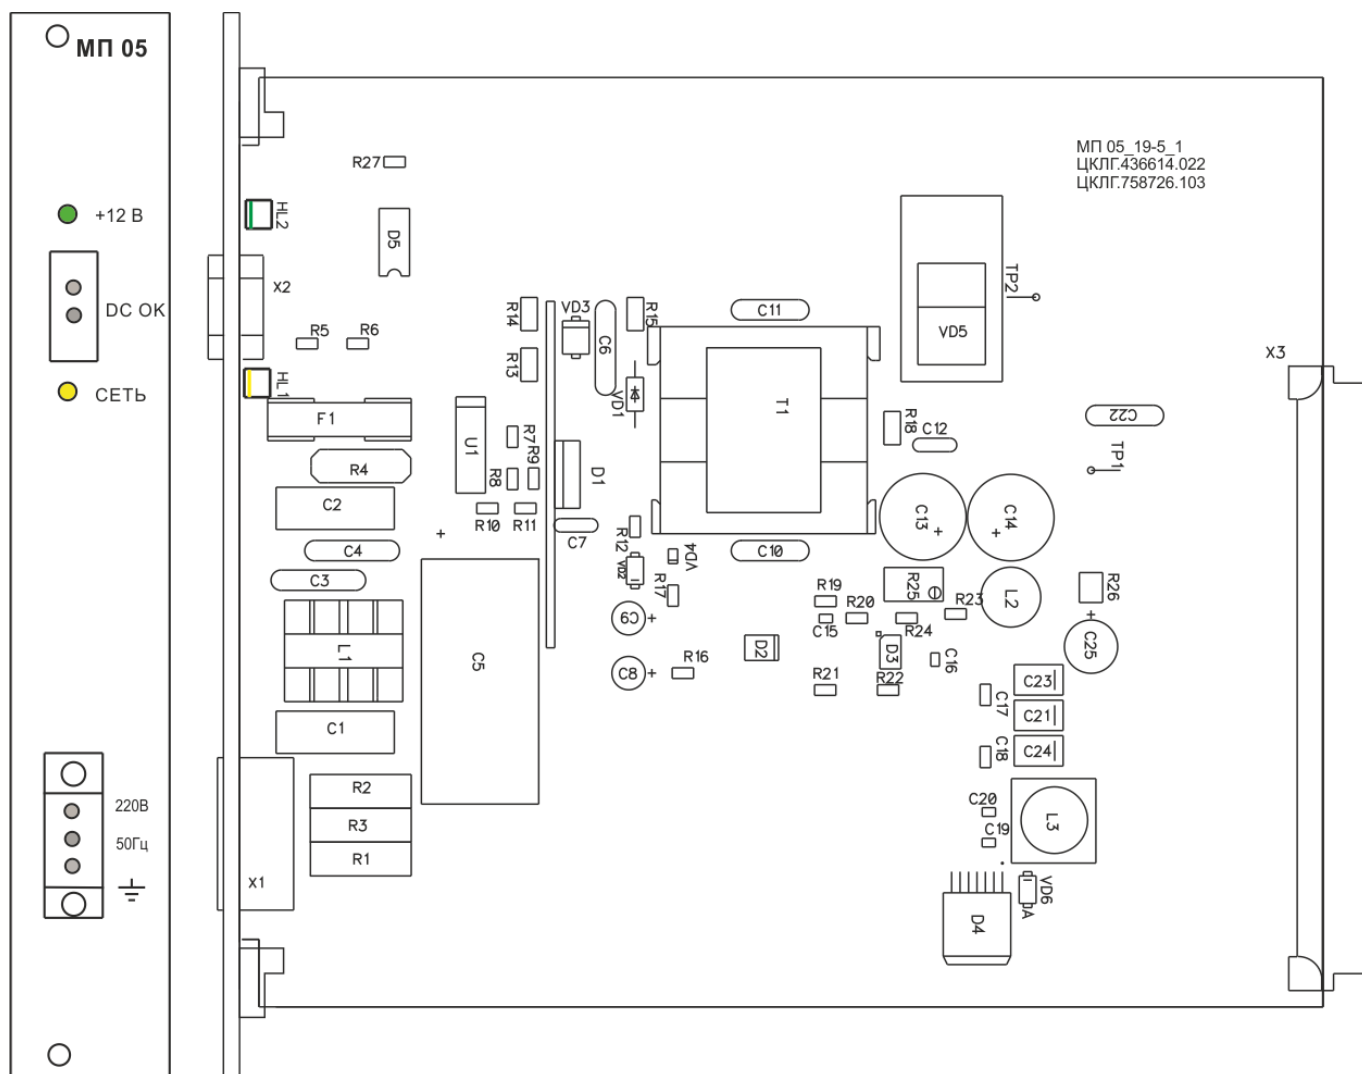 МП 05
+12 В
DC OK
СЕТЬ
220В
50Гц
МП 05_19-5_1
ЦКЛГ.436614.022
ЦКЛГ.758726.103
R27
HL2
D5
X2
R5
R6
HL1
F1
R4
C2
C4
C3
L1
C1
R2
R3
R1
X1
R14
VD3
R15
C6
R13
VD1
U1
R7
R9
R8
D1
R10
R11
C7
+
C5
R12
VD2
VD4
R17
C9
+
C8
+
R16
C11
T1
C10
TP2
VD5
X3
R18
C12
C22
TP1
C13
+
C14
+
R19
R20
C15
R25
R24
R23
L2
R26
+
C25
D2
D3
C16
R21
R22
C17
C23
C21
C18
C24
C20
C19
L3
VD6
A
D4